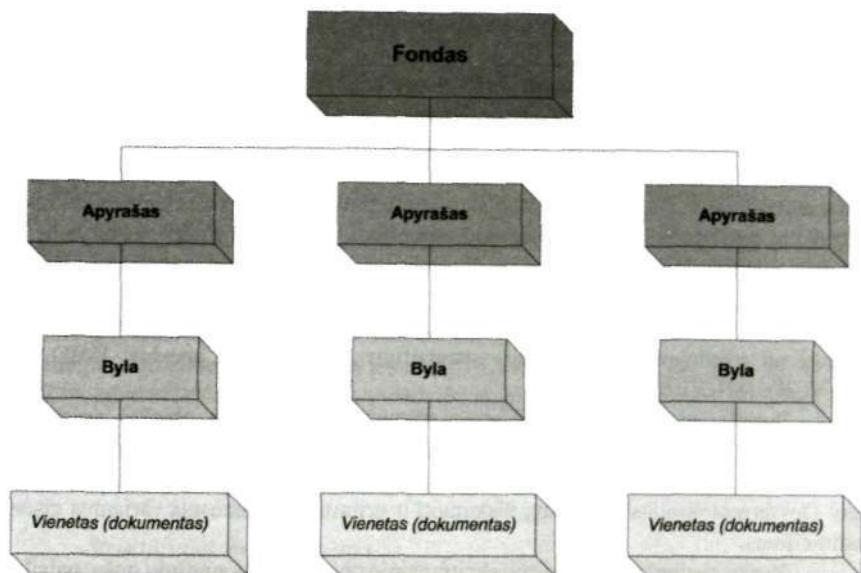 Fondas
Apyrašas
Apyrašas
Apyrašas
Byla
Byla
Byla
Vienetas (dokumentas)
Vienetas (dokumentas)
Vienetas (dokumentas)